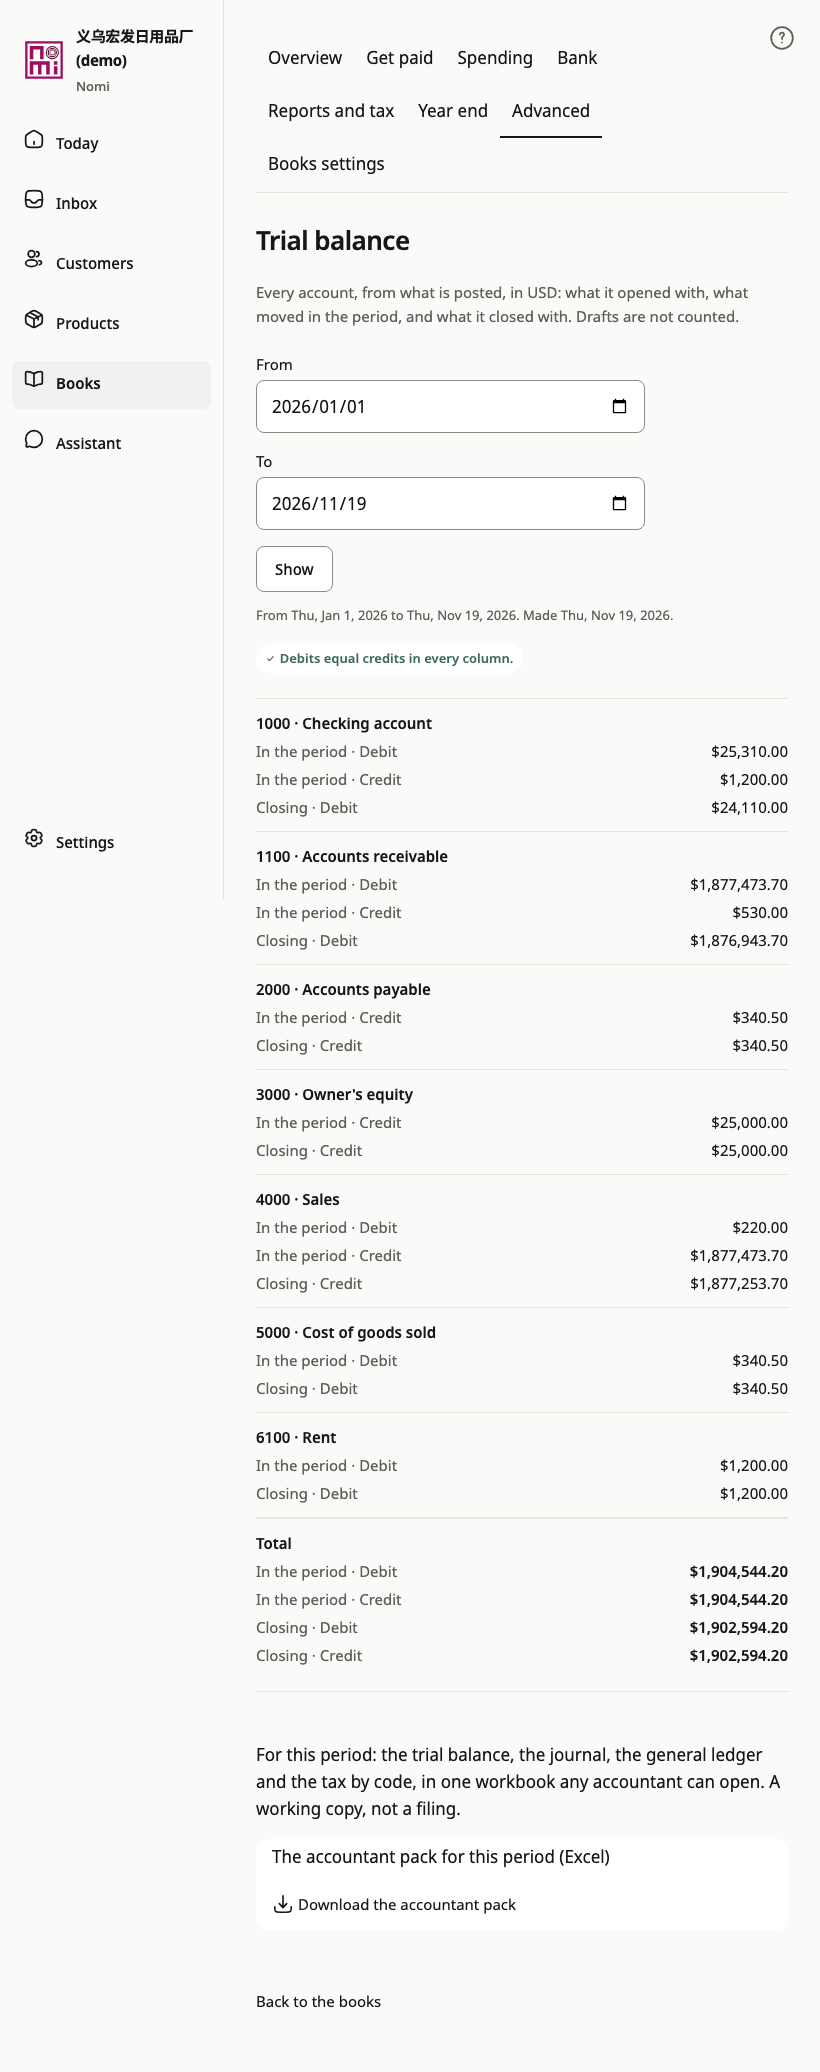 义乌宏发日用品厂
(demo)
Nomi
Today
Inbox
Customers
Products
Books
Assistant
Settings
Overview Get paid Spending Bank
Reports and tax Year end Advanced
Books settings
Trial balance
Every account, from what is posted, in USD: what it opened with, what
moved in the period, and what it closed with. Drafts are not counted.
From
2026/01/01
To
2026/11/19
Show
From Thu, Jan 1, 2026 to Thu, Nov 19, 2026. Made Thu, Nov 19, 2026.
✓ Debits equal credits in every column.
1000 · Checking account
In the period · Debit $25,310.00
In the period · Credit $1,200.00
Closing · Debit $24,110.00
1100 · Accounts receivable
In the period · Debit $1,877,473.70
In the period · Credit $530.00
Closing · Debit $1,876,943.70
2000 · Accounts payable
In the period · Credit $340.50
Closing · Credit $340.50
3000 · Owner's equity
In the period · Credit $25,000.00
Closing · Credit $25,000.00
4000 · Sales
In the period · Debit $220.00
In the period · Credit $1,877,473.70
Closing · Credit $1,877,253.70
5000 · Cost of goods sold
In the period · Debit $340.50
Closing · Debit $340.50
6100 · Rent
In the period · Debit $1,200.00
Closing · Debit $1,200.00
Total
In the period · Debit $1,904,544.20
In the period · Credit $1,904,544.20
Closing · Debit $1,902,594.20
Closing · Credit $1,902,594.20
For this period: the trial balance, the journal, the general ledger
and the tax by code, in one workbook any accountant can open. A
working copy, not a filing.
The accountant pack for this period (Excel)
Download the accountant pack
Back to the books